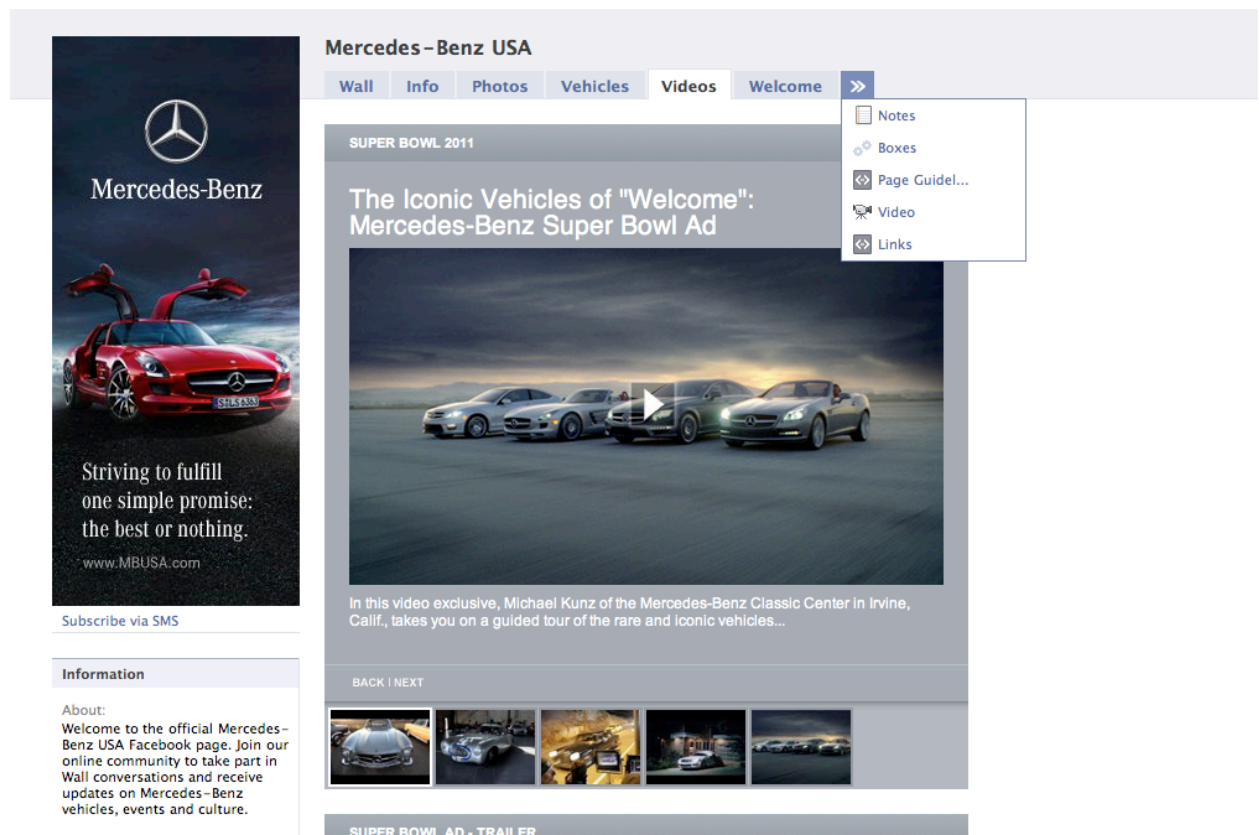 Mercedes-Benz USA
Wall Info Photos Vehicles Videos Welcome »
Notes
Boxes
Page Guidel...
Video
Links
Mercedes-Benz
Striving to fulfill
one simple promise:
the best or nothing.
www.MBUSA.com
Subscribe via SMS
Information
About:
Welcome to the official Mercedes-
Benz USA Facebook page. Join our
online community to take part in
Wall conversations and receive
updates on Mercedes-Benz
vehicles, events and culture.
SUPER BOWL 2011
The Iconic Vehicles of "Welcome":
Mercedes-Benz Super Bowl Ad
In this video exclusive, Michael Kunz of the Mercedes-Benz Classic Center in Irvine,
Calif., takes you on a guided tour of the rare and iconic vehicles...
BACK | NEXT
SUPER BOWL AD - TRAILER